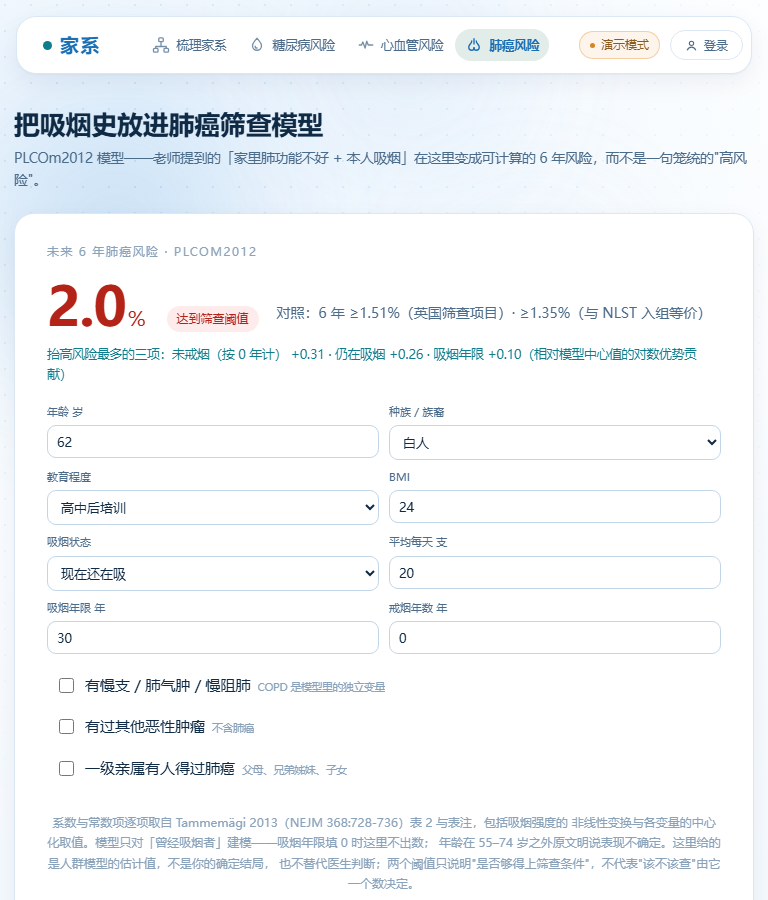 家系
梳理家系
糖尿病风险
心血管风险
肺癌风险
演示模式
登录
把吸烟史放进肺癌筛查模型
PLCOm2012 模型——老师提到的「家里肺功能不好 + 本人吸烟」在这里变成可计算的 6 年风险，而不是一句笼统的"高风
险"。
未来 6 年肺癌风险 · PLCOM2012
2.0%
达到筛查阈值
对照：6 年 ≥1.51%（英国筛查项目）· ≥1.35%（与 NLST 入组等价）
抬高风险最多的三项：未戒烟（按 0 年计） +0.31 · 仍在吸烟 +0.26 · 吸烟年限 +0.10（相对模型中心值的对数优势贡
献）
年龄 岁
种族 / 族裔
62
白人
教育程度
BMI
高中后培训
24
吸烟状态
平均每天 支
现在还在吸
20
吸烟年限 年
戒烟年数 年
30
0
有慢支 / 肺气肿 / 慢阻肺 COPD 是模型里的独立变量
有过其他恶性肿瘤 不含肺癌
一级亲属有人得过肺癌 父母、兄弟姊妹、子女
系数与常数项逐项取自 Tammemägi 2013（NEJM 368:728-736）表 2 与表注，包括吸烟强度的 非线性变换与各变量的中心
化取值。模型只对「曾经吸烟者」建模——吸烟年限填 0 时这里不出数； 年龄在 55–74 岁之外原文明说表现不确定。这里给的
是人群模型的估计值，不是你的确定结局， 也不替代医生判断；两个阈值只说明"是否够得上筛查条件"，不代表"该不该查"由它
一个数决定。